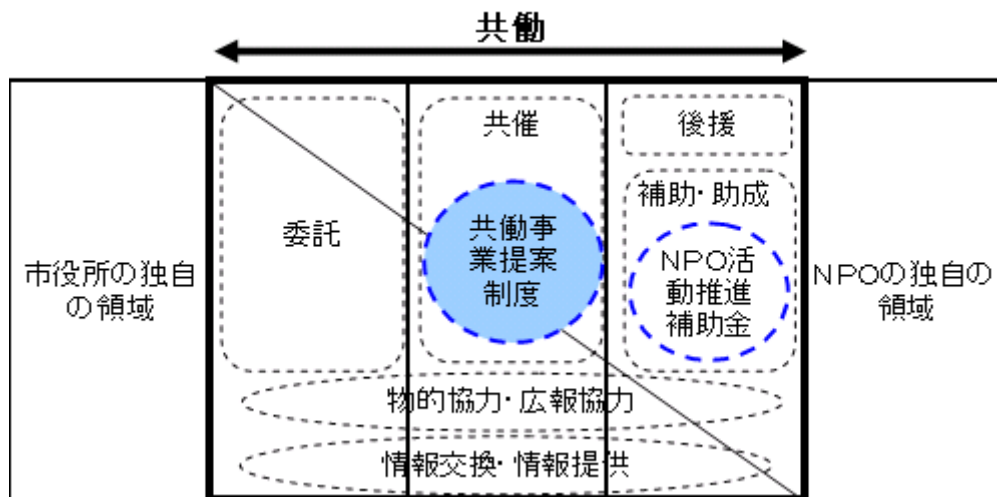 共働
市役所の独自
の領域
委託
共催
共働事
業提案
制度
後援
補助・助成
NPO活
動推進
補助金
NPOの独自の
領域
物的協力・広報協力
情報交換・情報提供